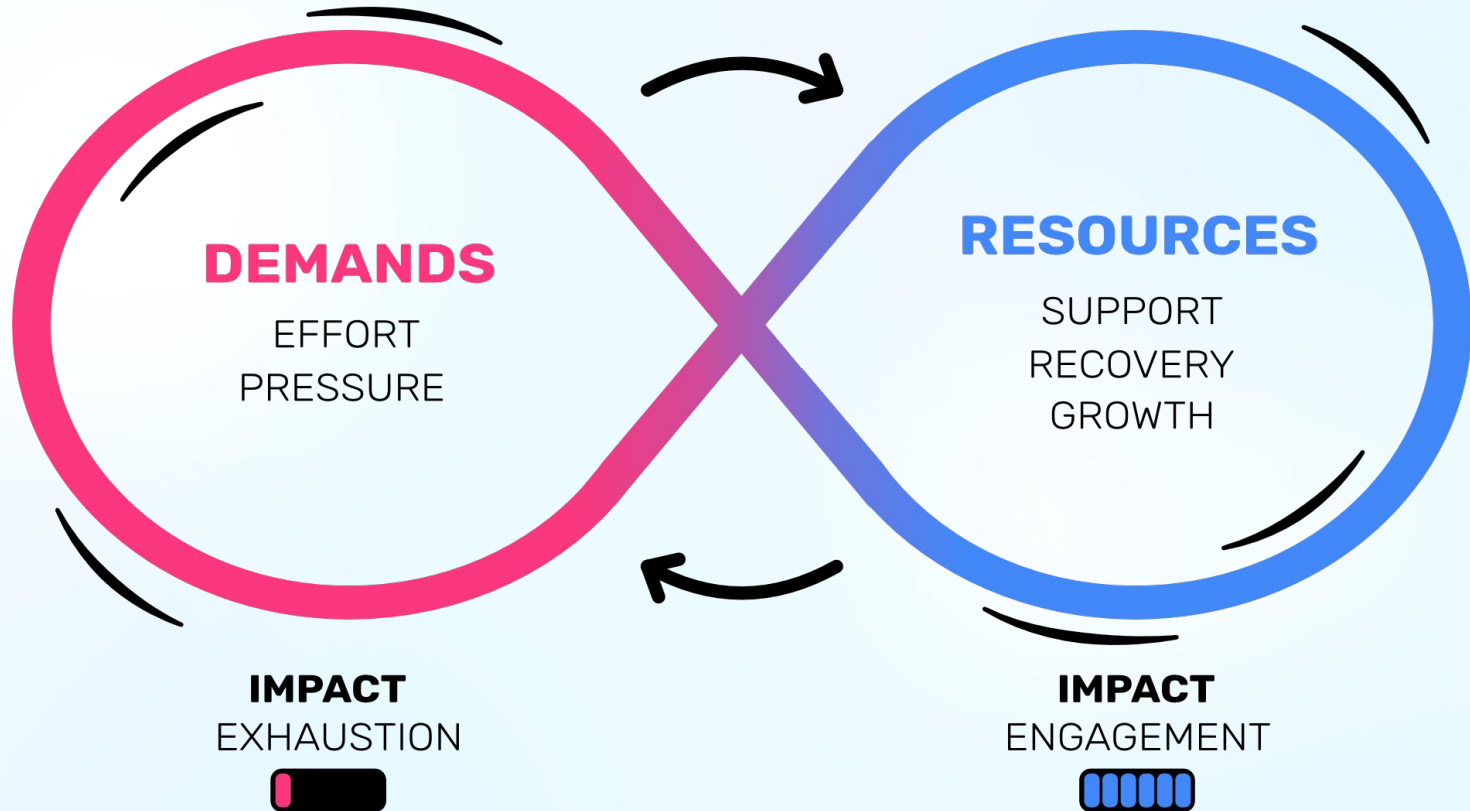 DEMANDS
EFFORT
PRESSURE
RESOURCES
SUPPORT
RECOVERY
GROWTH
IMPACT
EXHAUSTION
IMPACT
ENGAGEMENT